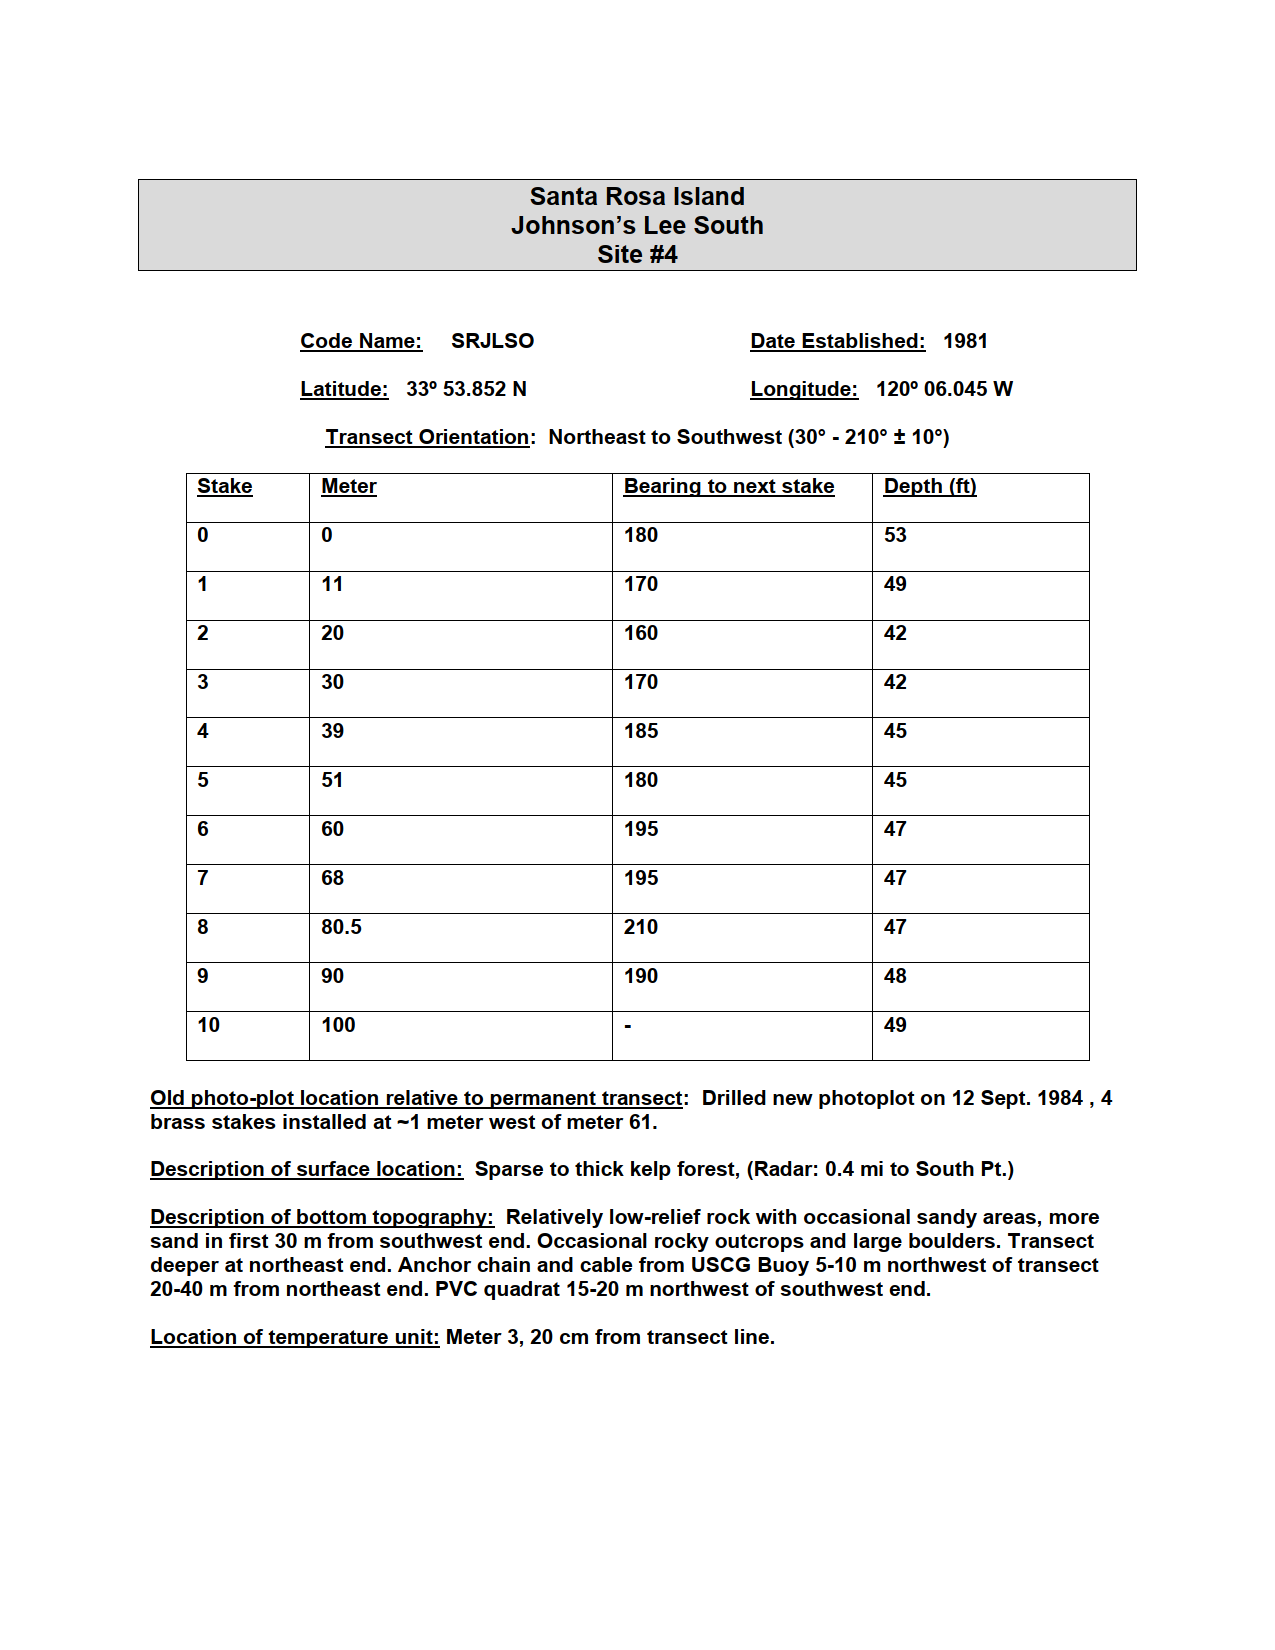 Santa Rosa Island
Johnson’s Lee South
Site #4
Code Name: SRJLSO Date Established: 1981
Latitude: 33º 53.852 N Longitude: 120º 06.045 W
Transect Orientation: Northeast to Southwest (30° - 210° ± 10°)
Stake Meter Bearing to next stake Depth (ft)
0 0 180 53
1 11 170 49
2 20 160 42
3 30 170 42
4 39 185 45
5 51 180 45
6 60 195 47
7 68 195 47
8 80.5 210 47
9 90 190 48
10 100 - 49
Old photo-plot location relative to permanent transect: Drilled new photoplot on 12 Sept. 1984 , 4
brass stakes installed at ~1 meter west of meter 61.
Description of surface location: Sparse to thick kelp forest, (Radar: 0.4 mi to South Pt.)
Description of bottom topography: Relatively low-relief rock with occasional sandy areas, more
sand in first 30 m from southwest end. Occasional rocky outcrops and large boulders. Transect
deeper at northeast end. Anchor chain and cable from USCG Buoy 5-10 m northwest of transect
20-40 m from northeast end. PVC quadrat 15-20 m northwest of southwest end.
Location of temperature unit: Meter 3, 20 cm from transect line.